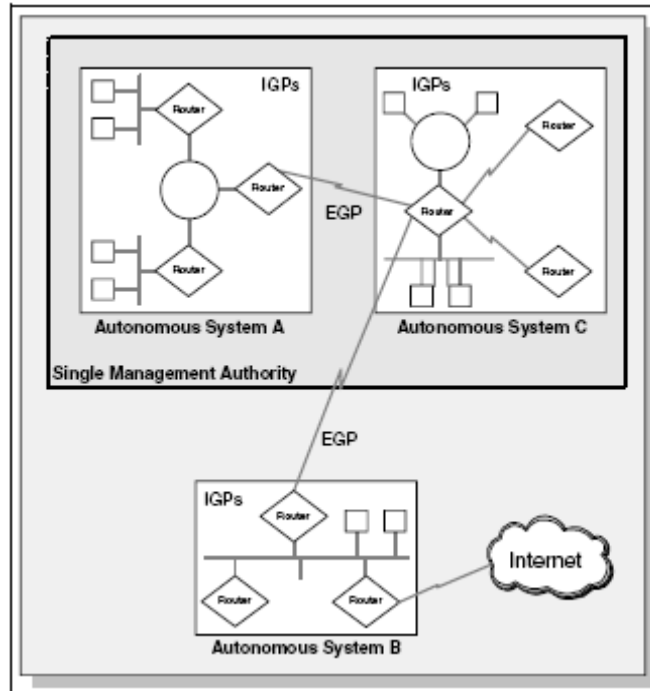 IGPs
IGPs
Router
Router
Router
Router
Router
EGP
Router
Router
Autonomous System A
Autonomous System C
Single Management Authority
EGP
IGPs
Router
Internet
Router
Router
Autonomous System B